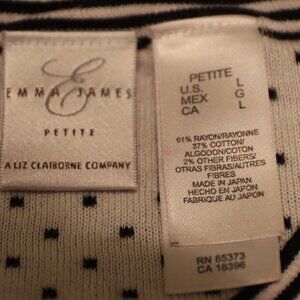 E
EMMA JAMES
PETITE
A LIZ CLAIBORNE COMPANY
PETITE
U.S. L
MEX G
CA L
61% RAYON/RAYONNE
37% COTTON/
ALGODON/COTON
2% OTHER FIBERS/
OTRAS FIBRAS/AUTRES
FIBRES
MADE IN JAPAN
HECHO EN JAPON
FABRIQUE AU JAPON
RN 85373
CA 16396